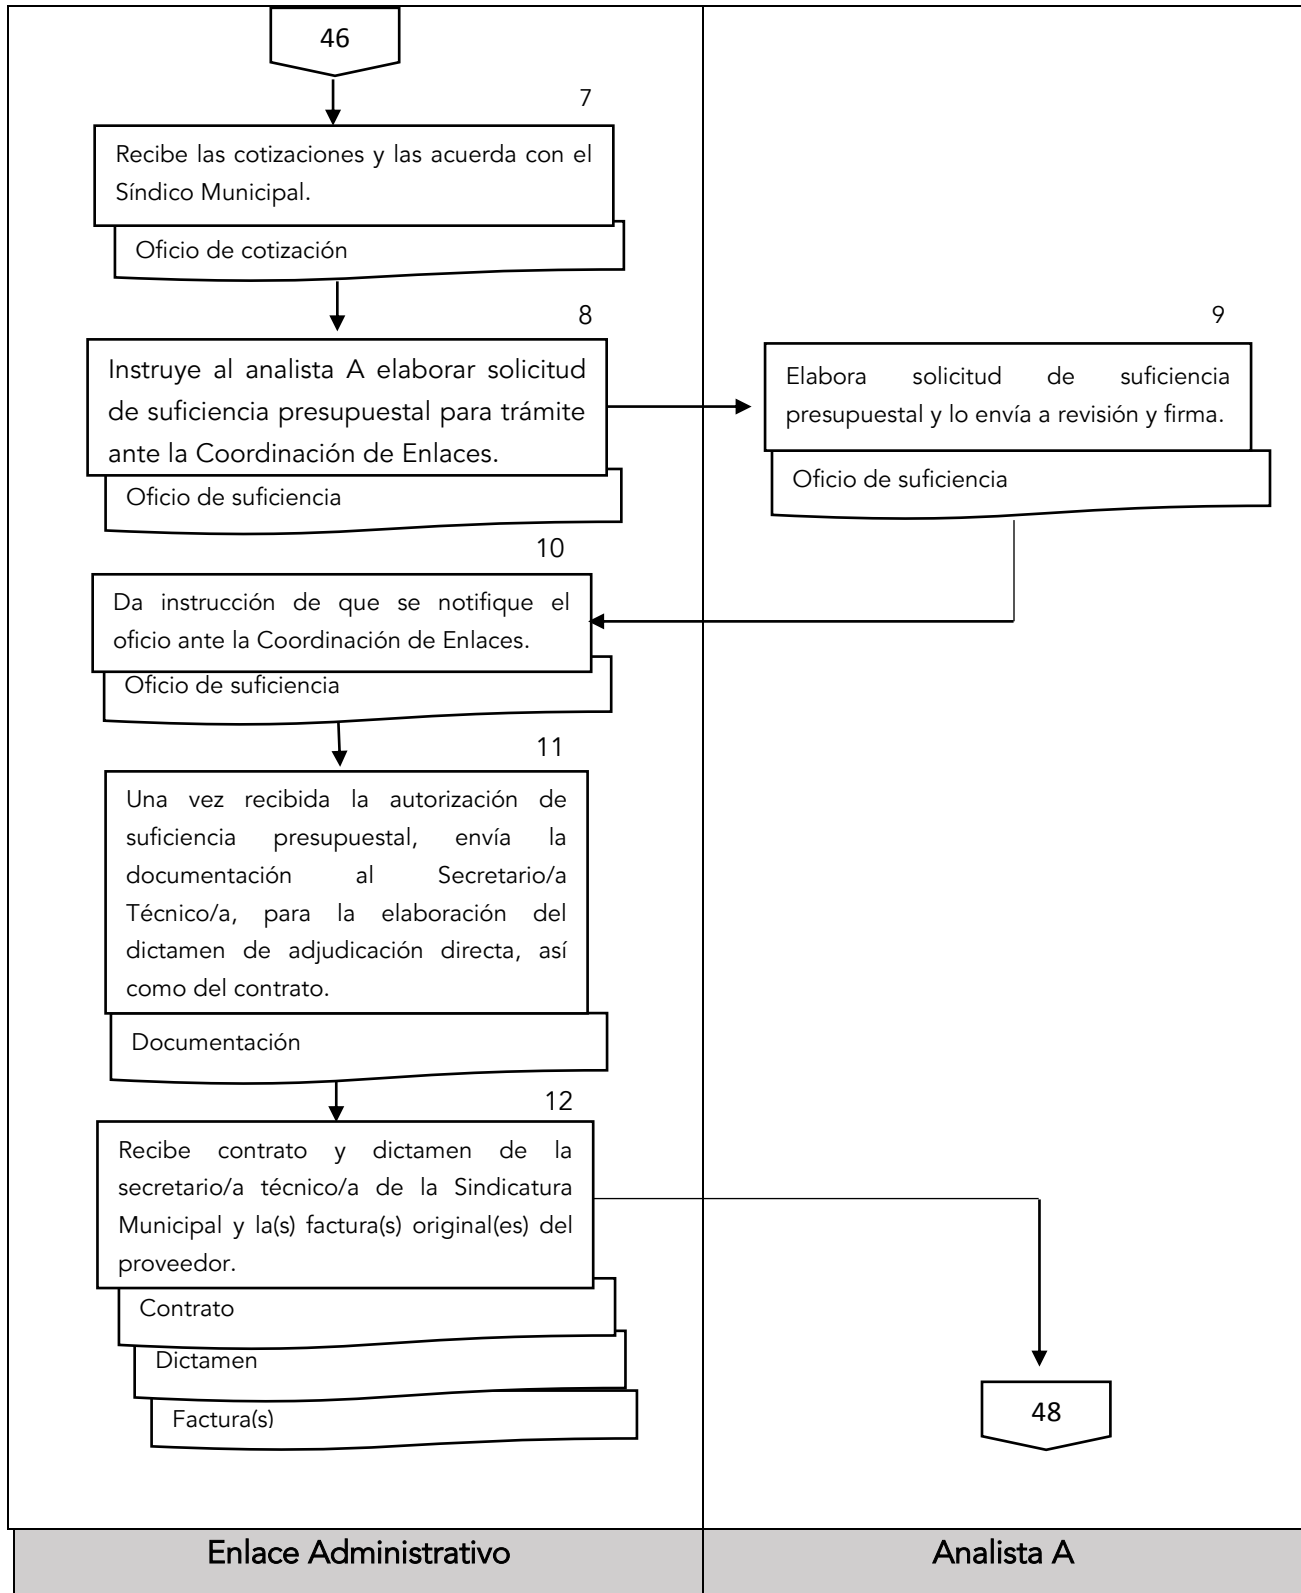 46
7
Recibe las cotizaciones y las acuerda con el
Síndico Municipal.
Oficio de cotización
8
Instruye al analista A elaborar solicitud
de suficiencia presupuestal para trámite
ante la Coordinación de Enlaces.
Oficio de suficiencia
9
Elabora solicitud de suficiencia
presupuestal y lo envía a revisión y firma.
Oficio de suficiencia
10
Da instrucción de que se notifique el
oficio ante la Coordinación de Enlaces.
Oficio de suficiencia
11
Una vez recibida la autorización de
suficiencia presupuestal, envía la
documentación al Secretario/a
Técnico/a, para la elaboración del
dictamen de adjudicación directa, así
como del contrato.
Documentación
12
Recibe contrato y dictamen de la
secretario/a técnico/a de la Sindicatura
Municipal y la(s) factura(s) original(es) del
proveedor.
Contrato
Dictamen
Factura(s)
48
Enlace Administrativo
Analista A